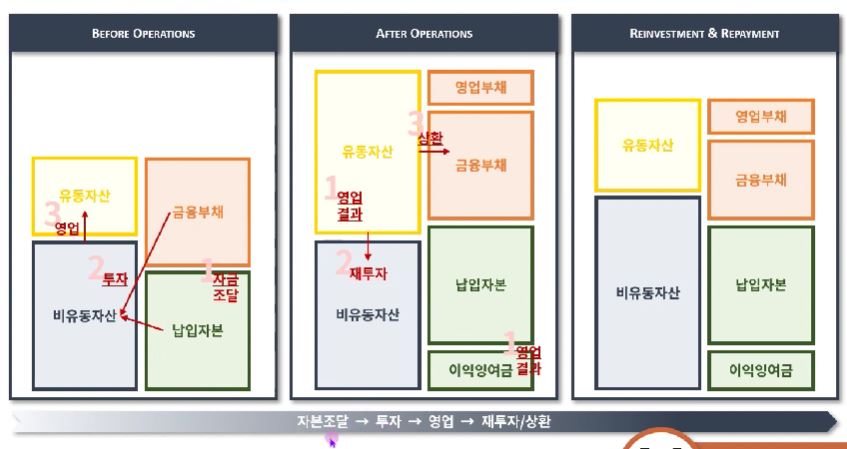 BEFORE OPERATIONS
유동자산
3
영업
금융부채
2
투자
1
자금
조달
비유동자산
납입자본
AFTER OPERATIONS
영업부채
유동자산
3
상환
금융부채
1
영업
결과
2
재투자
비유동자산
납입자본
1
영업
결과
이익잉여금
REINVESTMENT & REPAYMENT
유동자산
영업부채
금융부채
비유동자산
납입자본
이익잉여금
자본조달 → 투자 → 영업 → 재투자/상환